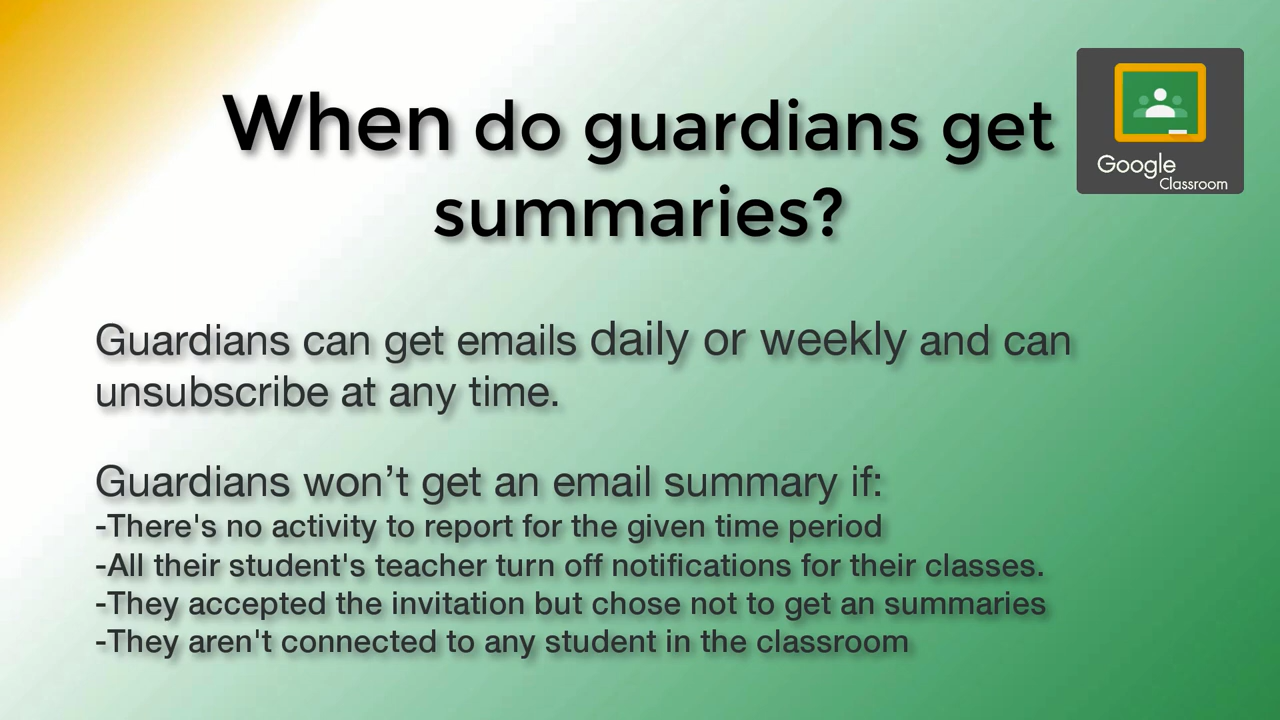 When do guardians get
summaries?
Google
Classroom
Guardians can get emails daily or weekly and can
unsubscribe at any time.
Guardians won’t get an email summary if:
-There's no activity to report for the given time period
-All their student's teacher turn off notifications for their classes.
-They accepted the invitation but chose not to get an summaries
-They aren't connected to any student in the classroom